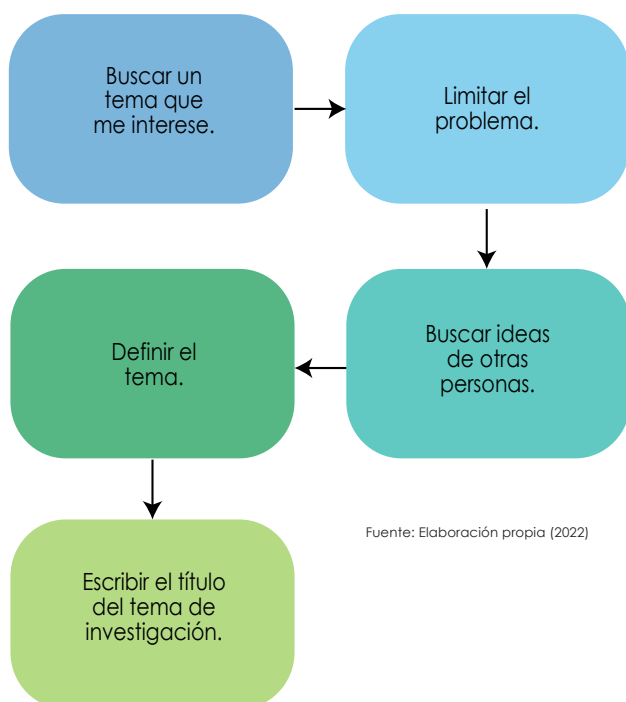 Buscar un
tema que
me interese.
Limitar el
problema.
Buscar ideas
de otras
personas.
Definir el
tema.
Escribir el título
del tema de
investigación.
Fuente: Elaboración propia (2022)